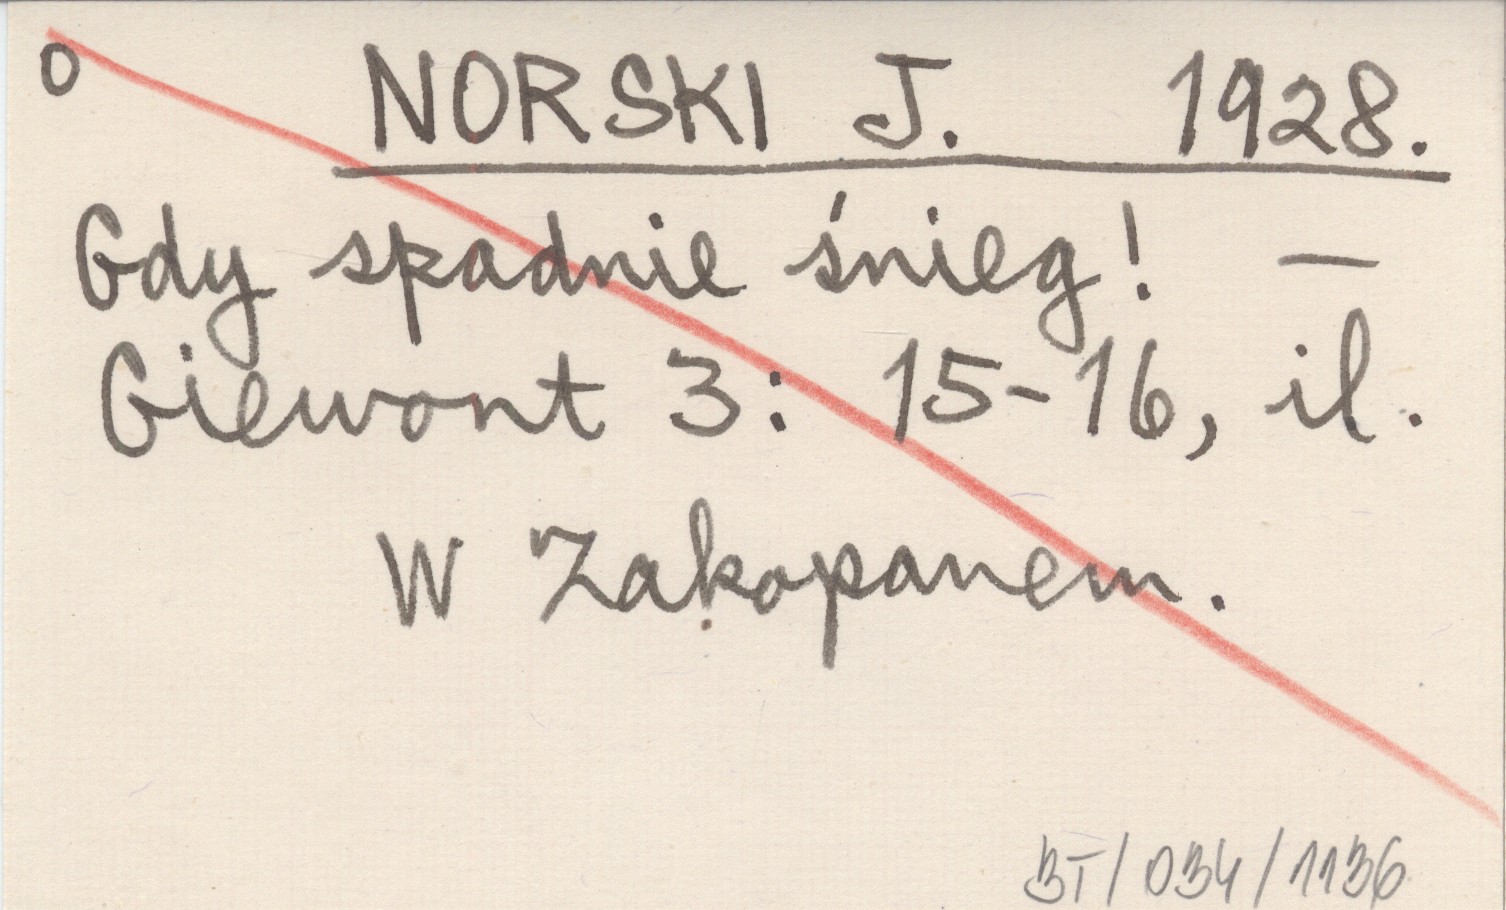 o NORSKI J. 1928.
Gdy spadnie śnieg! —
Giewont 3: 15-16, il.
W Zakopanem.
BT/034/1136